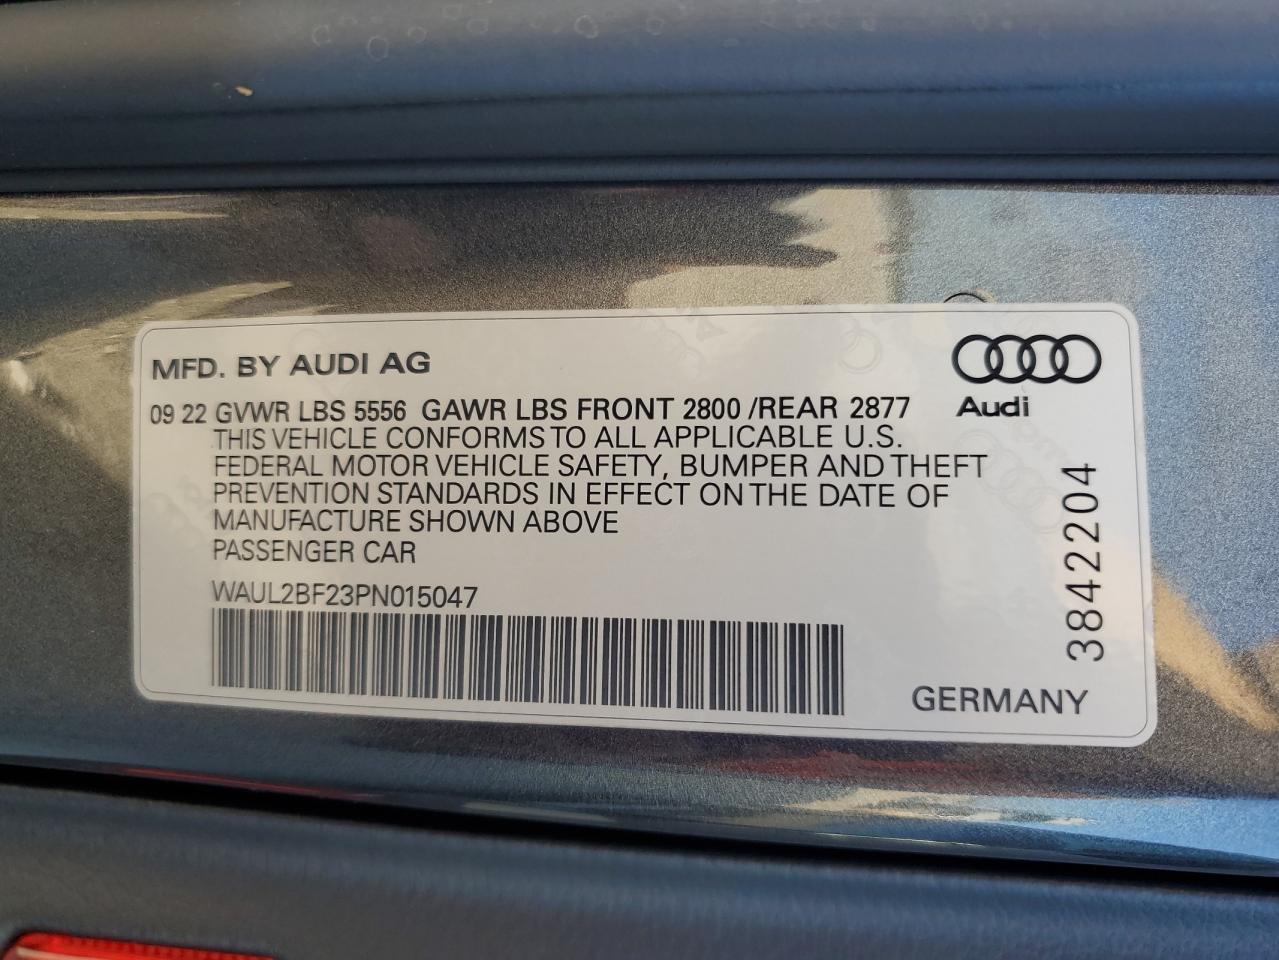 MFD. BY AUDI AG
Audi
09 22 GVWR LBS 5556 GAWR LBS FRONT 2800 /REAR 2877
THIS VEHICLE CONFORMS TO ALL APPLICABLE U.S.
FEDERAL MOTOR VEHICLE SAFETY, BUMPER AND THEFT
PREVENTION STANDARDS IN EFFECT ON THE DATE OF
MANUFACTURE SHOWN ABOVE
PASSENGER CAR
WAUL2BF23PN015047
3842204
GERMANY